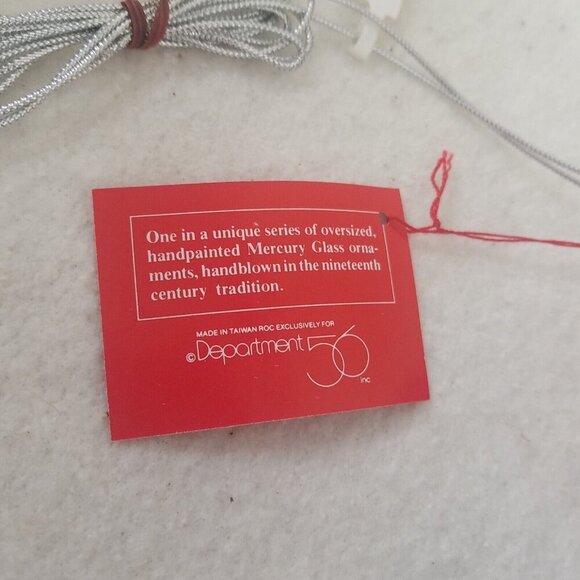 One in a unique series of oversized,
handpainted Mercury Glass orna-
ments, handblown in the nineteenth
century tradition.
MADE IN TAIWAN ROC EXCLUSIVELY FOR
©Department 56 inc